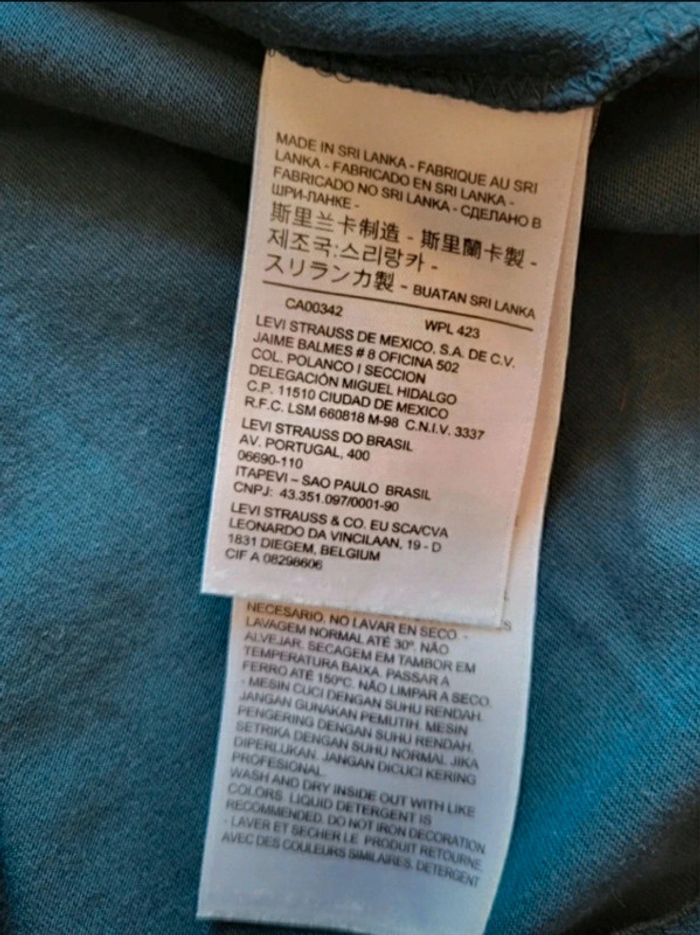 MADE IN SRI LANKA - FABRIQUE AU SRI
LANKA - FABRICADO EN SRI LANKA -
FABRICADO NO SRI LANKA - СДЕЛАНО В
ШРИ-ЛАНКЕ -
斯里兰卡制造 - 斯里蘭卡製 -
제조국:스리랑카 -
スリランカ製 - BUATAN SRI LANKA
CA00342 WPL 423
LEVI STRAUSS DE MEXICO, S.A. DE C.V.
JAIME BALMES # 8 OFICINA 502
COL. POLANCO I SECCION
DELEGACIÓN MIGUEL HIDALGO
C.P. 11510 CIUDAD DE MEXICO
R.F.C. LSM 660818 M-98 C.N.I.V. 3337
LEVI STRAUSS DO BRASIL
AV. PORTUGAL, 400
06690-110
ITAPEVI – SAO PAULO BRASIL
CNPJ: 43.351.097/0001-90
LEVI STRAUSS & CO. EU SCA/CVA
LEONARDO DA VINCILAAN, 19 - D
1831 DIEGEM, BELGIUM
CIF A 08298606
NECESARIO. NO LAVAR EN SECO. -
LAVAGEM NORMAL ATÉ 30º. NÃO
ALVEJAR. SECAGEM EM TAMBOR EM
TEMPERATURA BAIXA. PASSAR A
FERRO ATÉ 150ºC. NÃO LIMPAR A SECO.
- MESIN CUCI DENGAN SUHU RENDAH.
JANGAN GUNAKAN PEMUTIH. MESIN
PENGERING DENGAN SUHU RENDAH.
SETRIKA DENGAN SUHU NORMAL JIKA
DIPERLUKAN. JANGAN DICUCI KERING
PROFESIONAL.
WASH AND DRY INSIDE OUT WITH LIKE
COLORS. LIQUID DETERGENT IS
RECOMMENDED. DO NOT IRON DECORATION.
- LAVER ET SECHER LE PRODUIT RETOURNE,
AVEC DES COULEURS SIMILAIRES. DETERGENT